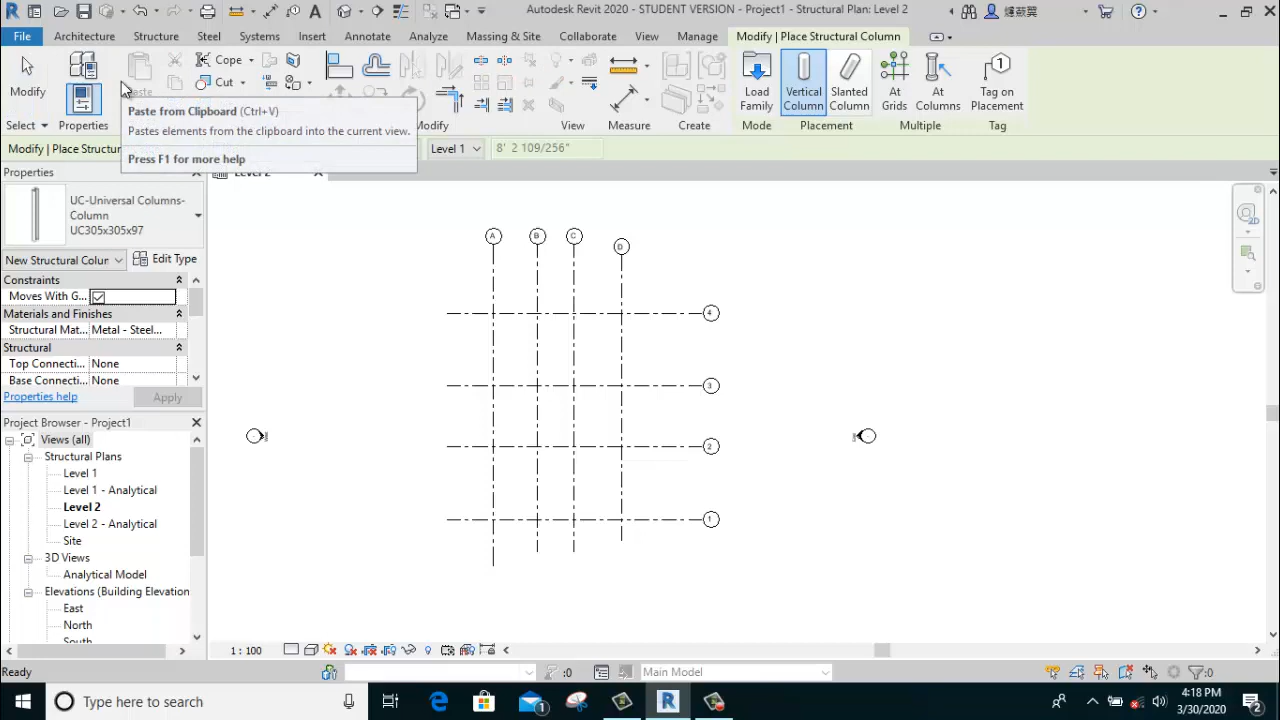 Autodesk Revit 2020 - STUDENT VERSION - Project1 - Structural Plan: Level 2
File Architecture Structure Steel Systems Insert Annotate Analyze Massing & Site Collaborate View Manage Modify | Place Structural Column
Modify
Paste
Cope
Cut
Load Family
Vertical Column
Slanted Column
At Grids
At Columns
Tag on Placement
Select Properties Modify View Measure Create Mode Placement Multiple Tag
Paste from Clipboard (Ctrl+V)
Pastes elements from the clipboard into the current view.
Press F1 for more help
Modify | Place Structur
Level 1
8' 2 109/256"
Level 2
Properties
UC-Universal Columns-
Column
UC305x305x97
New Structural Colur
Edit Type
Constraints
Moves With G...
Materials and Finishes
Structural Mat... Metal - Steel...
Structural
Top Connecti... None
Base Connecti... None
Properties help
Apply
Project Browser - Project1
Views (all)
Structural Plans
Level 1
Level 1 - Analytical
Level 2
Level 2 - Analytical
Site
3D Views
Analytical Model
Elevations (Building Elevation
East
North
South
2D
A B C D
4
3
2
1
1 : 100
Ready
:0
Main Model
:0
Type here to search
1
4:18 PM
3/30/2020
2